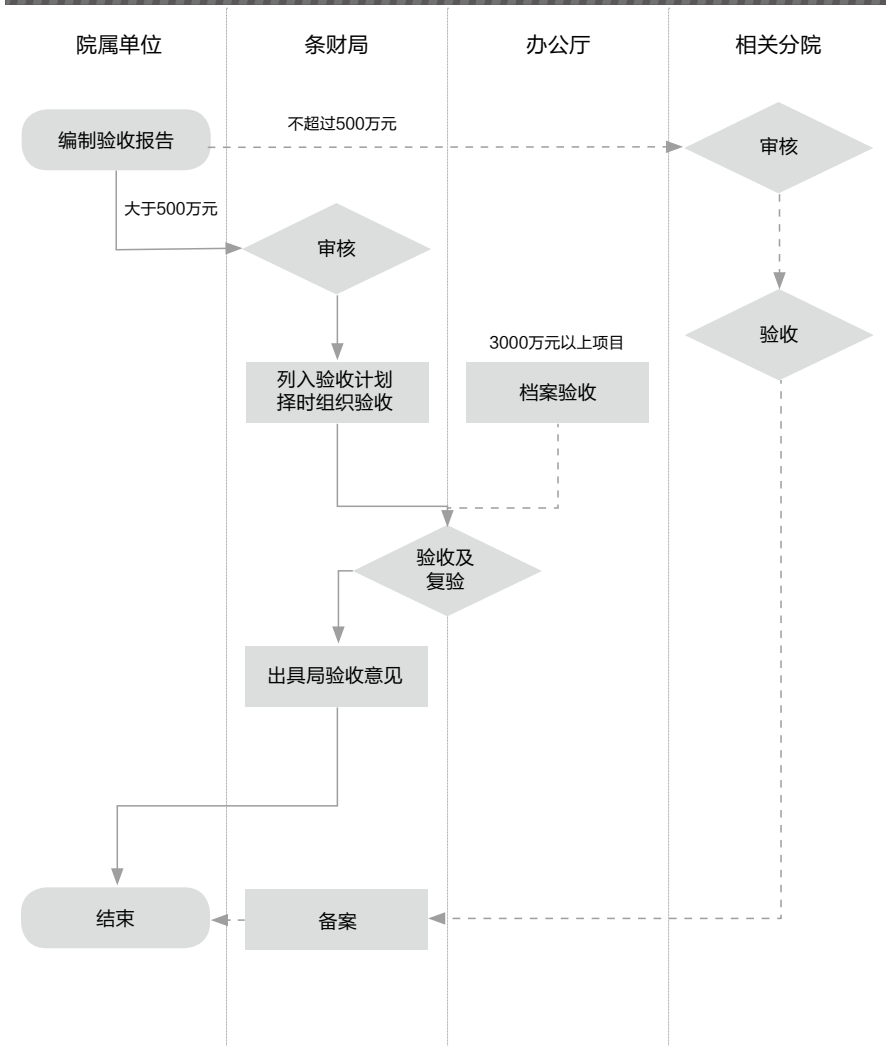 院属单位
条财局
办公厅
相关分院
编制验收报告
不超过500万元
审核
大于500万元
审核
验收
3000万元以上项目
列入验收计划
择时组织验收
档案验收
验收及
复验
出具局验收意见
结束
备案